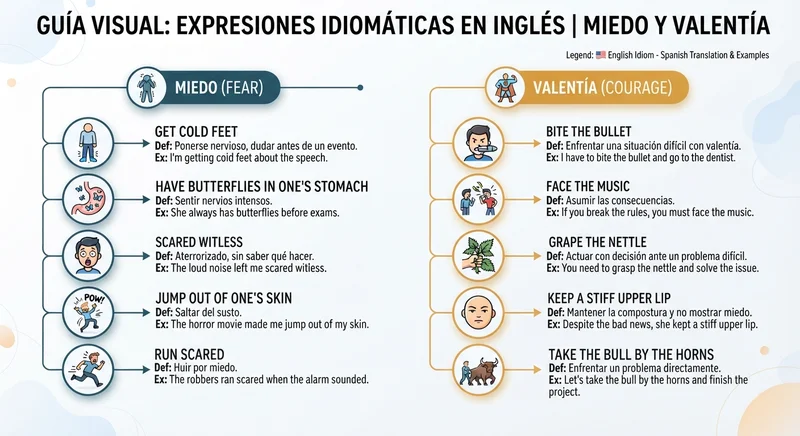 GUÍA VISUAL: EXPRESIONES IDIOMÁTICAS EN INGLÉS | MIEDO Y VALENTÍA
Legend: English Idiom - Spanish Translation & Examples
MIEDO (FEAR)
GET COLD FEET
Def: Ponerse nervioso, dudar antes de un evento.
Ex: I'm getting cold feet about the speech.
HAVE BUTTERFLIES IN ONE'S STOMACH
Def: Sentir nervios intensos.
Ex: She always has butterflies before exams.
SCARED WITLESS
Def: Aterrorizado, sin saber qué hacer.
Ex: The loud noise left me scared witless.
POW!
JUMP OUT OF ONE'S SKIN
Def: Saltar del susto.
Ex: The horror movie made me jump out of my skin.
RUN SCARED
Def: Huir por miedo.
Ex: The robbers ran scared when the alarm sounded.
VALENTÍA (COURAGE)
BITE THE BULLET
Def: Enfrentar una situación difícil con valentía.
Ex: I have to bite the bullet and go to the dentist.
FACE THE MUSIC
Def: Asumir las consecuencias.
Ex: If you break the rules, you must face the music.
GRAPE THE NETTLE
Def: Actuar con decisión ante un problema difícil.
Ex: You need to grasp the nettle and solve the issue.
KEEP A STIFF UPPER LIP
Def: Mantener la compostura y no mostrar miedo.
Ex: Despite the bad news, she kept a stiff upper lip.
TAKE THE BULL BY THE HORNS
Def: Enfrentar un problema directamente.
Ex: Let's take the bull by the horns and finish the
project.